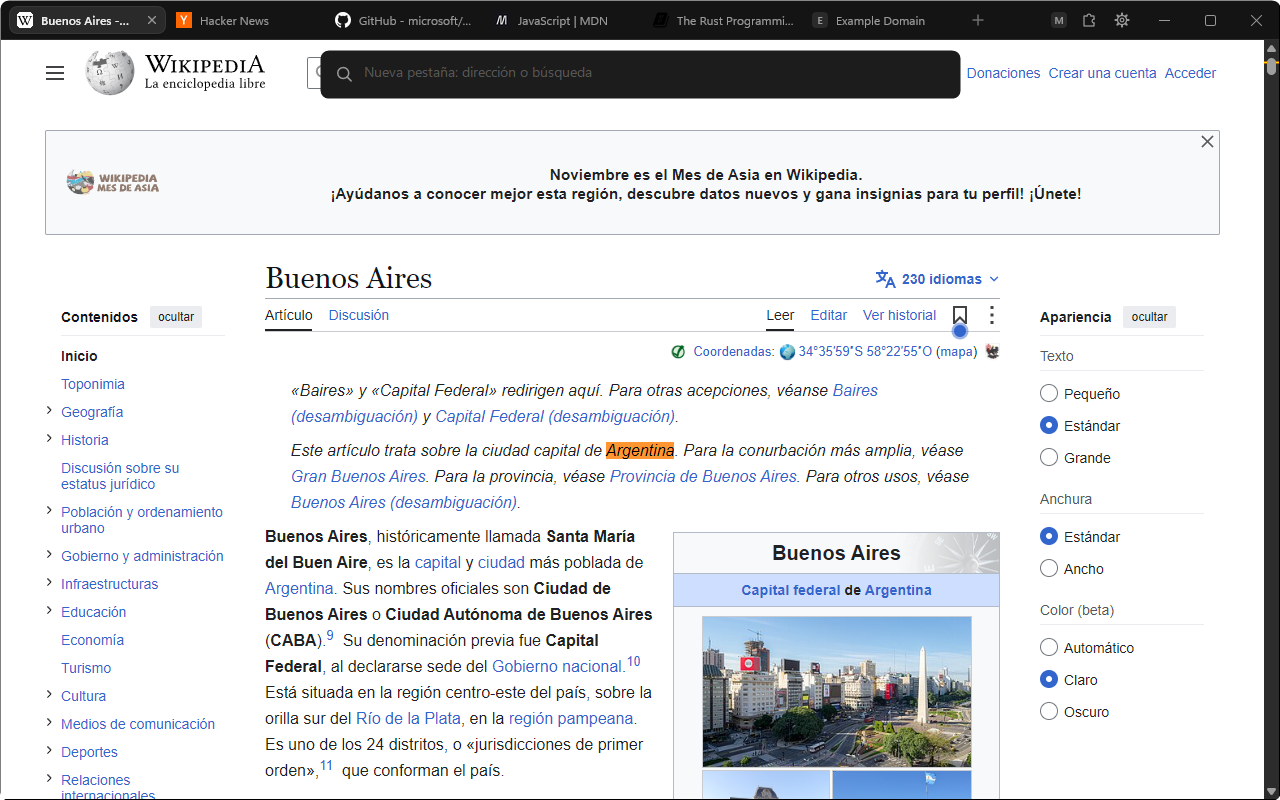 Buenos Aires -...
Hacker News
GitHub - microsoft/...
JavaScript | MDN
The Rust Programmi...
E Example Domain
M
WIKIPEDIA
La enciclopedia libre
Nueva pestaña: dirección o búsqueda
Donaciones Crear una cuenta Acceder
WIKIPEDIA
MES DE ASIA
Noviembre es el Mes de Asia en Wikipedia.
¡Ayúdanos a conocer mejor esta región, descubre datos nuevos y gana insignias para tu perfil! ¡Únete!
Buenos Aires
230 idiomas
Artículo Discusión
Leer Editar Ver historial
Coordenadas: 34°35′59″S 58°22′55″O (mapa)
Contenidos ocultar
Inicio
Toponimia
Geografía
Historia
Discusión sobre su
estatus jurídico
Población y ordenamiento
urbano
Gobierno y administración
Infraestructuras
Educación
Economía
Turismo
Cultura
Medios de comunicación
Deportes
Relaciones
internacionales
«Baires» y «Capital Federal» redirigen aquí. Para otras acepciones, véanse Baires
(desambiguación) y Capital Federal (desambiguación).
Este artículo trata sobre la ciudad capital de Argentina. Para la conurbación más amplia, véase
Gran Buenos Aires. Para la provincia, véase Provincia de Buenos Aires. Para otros usos, véase
Buenos Aires (desambiguación).
Buenos Aires, históricamente llamada Santa María
del Buen Aire, es la capital y ciudad más poblada de
Argentina. Sus nombres oficiales son Ciudad de
Buenos Aires o Ciudad Autónoma de Buenos Aires
(CABA).9 Su denominación previa fue Capital
Federal, al declararse sede del Gobierno nacional.10
Está situada en la región centro-este del país, sobre la
orilla sur del Río de la Plata, en la región pampeana.
Es uno de los 24 distritos, o «jurisdicciones de primer
orden»,11 que conforman el país.
Buenos Aires
Capital federal de Argentina
Apariencia ocultar
Texto
Pequeño
Estándar
Grande
Anchura
Estándar
Ancho
Color (beta)
Automático
Claro
Oscuro